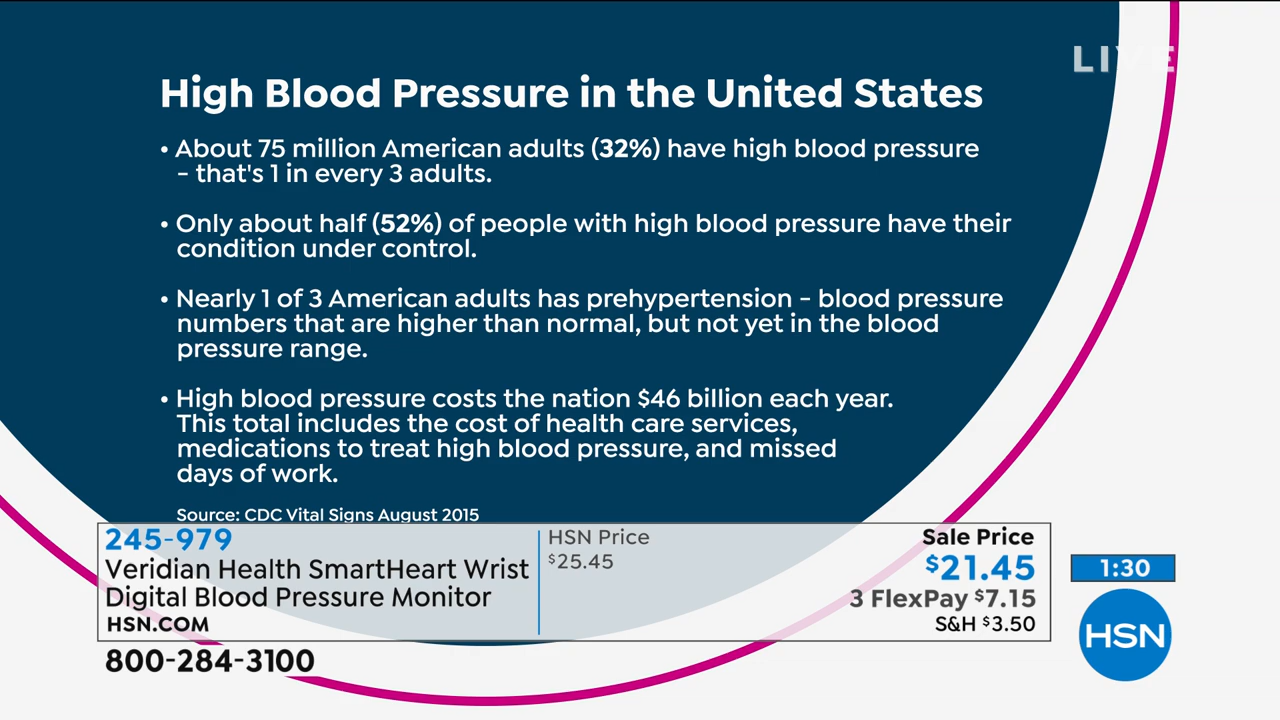 LIVE
High Blood Pressure in the United States
• About 75 million American adults (32%) have high blood pressure
- that's 1 in every 3 adults.
• Only about half (52%) of people with high blood pressure have their
condition under control.
• Nearly 1 of 3 American adults has prehypertension - blood pressure
numbers that are higher than normal, but not yet in the blood
pressure range.
• High blood pressure costs the nation $46 billion each year.
This total includes the cost of health care services,
medications to treat high blood pressure, and missed
days of work.
Source: CDC Vital Signs August 2015
245-979
Veridian Health SmartHeart Wrist
Digital Blood Pressure Monitor
HSN.COM
HSN Price
$25.45
Sale Price
$21.45
3 FlexPay $7.15
S&H $3.50
1:30
HSN
800-284-3100